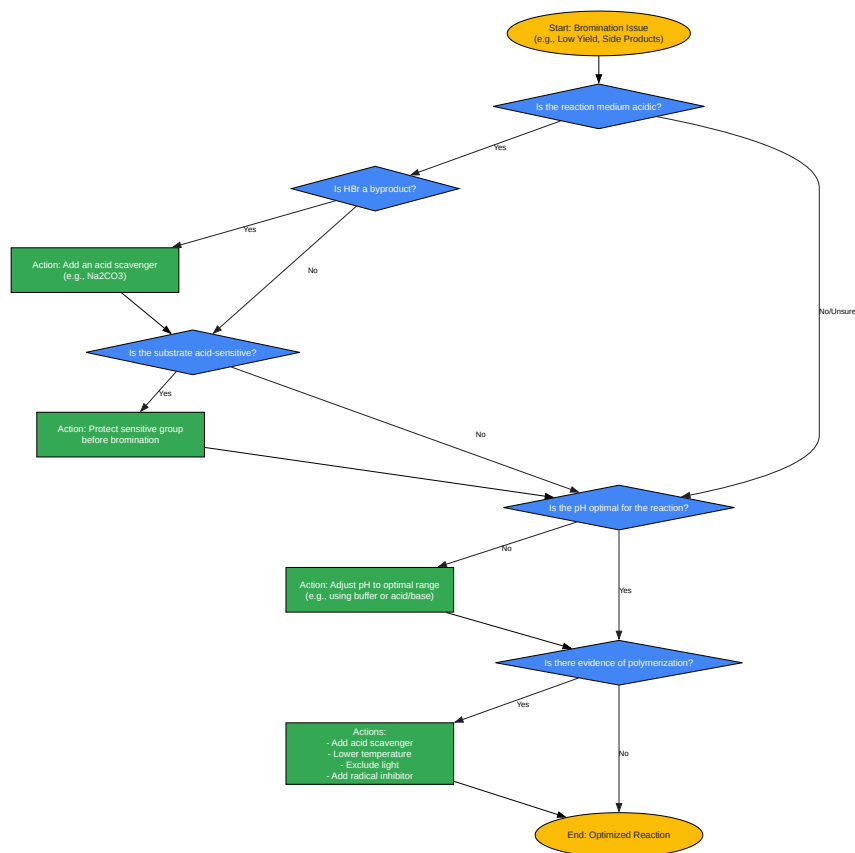 Start: Bromination Issue
(e.g., Low Yield, Side Products)
Is the reaction medium acidic?
Yes
Is HBr a byproduct?
Yes
Action: Add an acid scavenger
(e.g., Na2CO3)
No
No/Unsure
Is the substrate acid-sensitive?
Yes
Action: Protect sensitive group
before bromination
No
Is the pH optimal for the reaction?
No
Action: Adjust pH to optimal range
(e.g., using buffer or acid/base)
Yes
Is there evidence of polymerization?
Yes
Actions:
- Add acid scavenger
- Lower temperature
- Exclude light
- Add radical inhibitor
No
End: Optimized Reaction